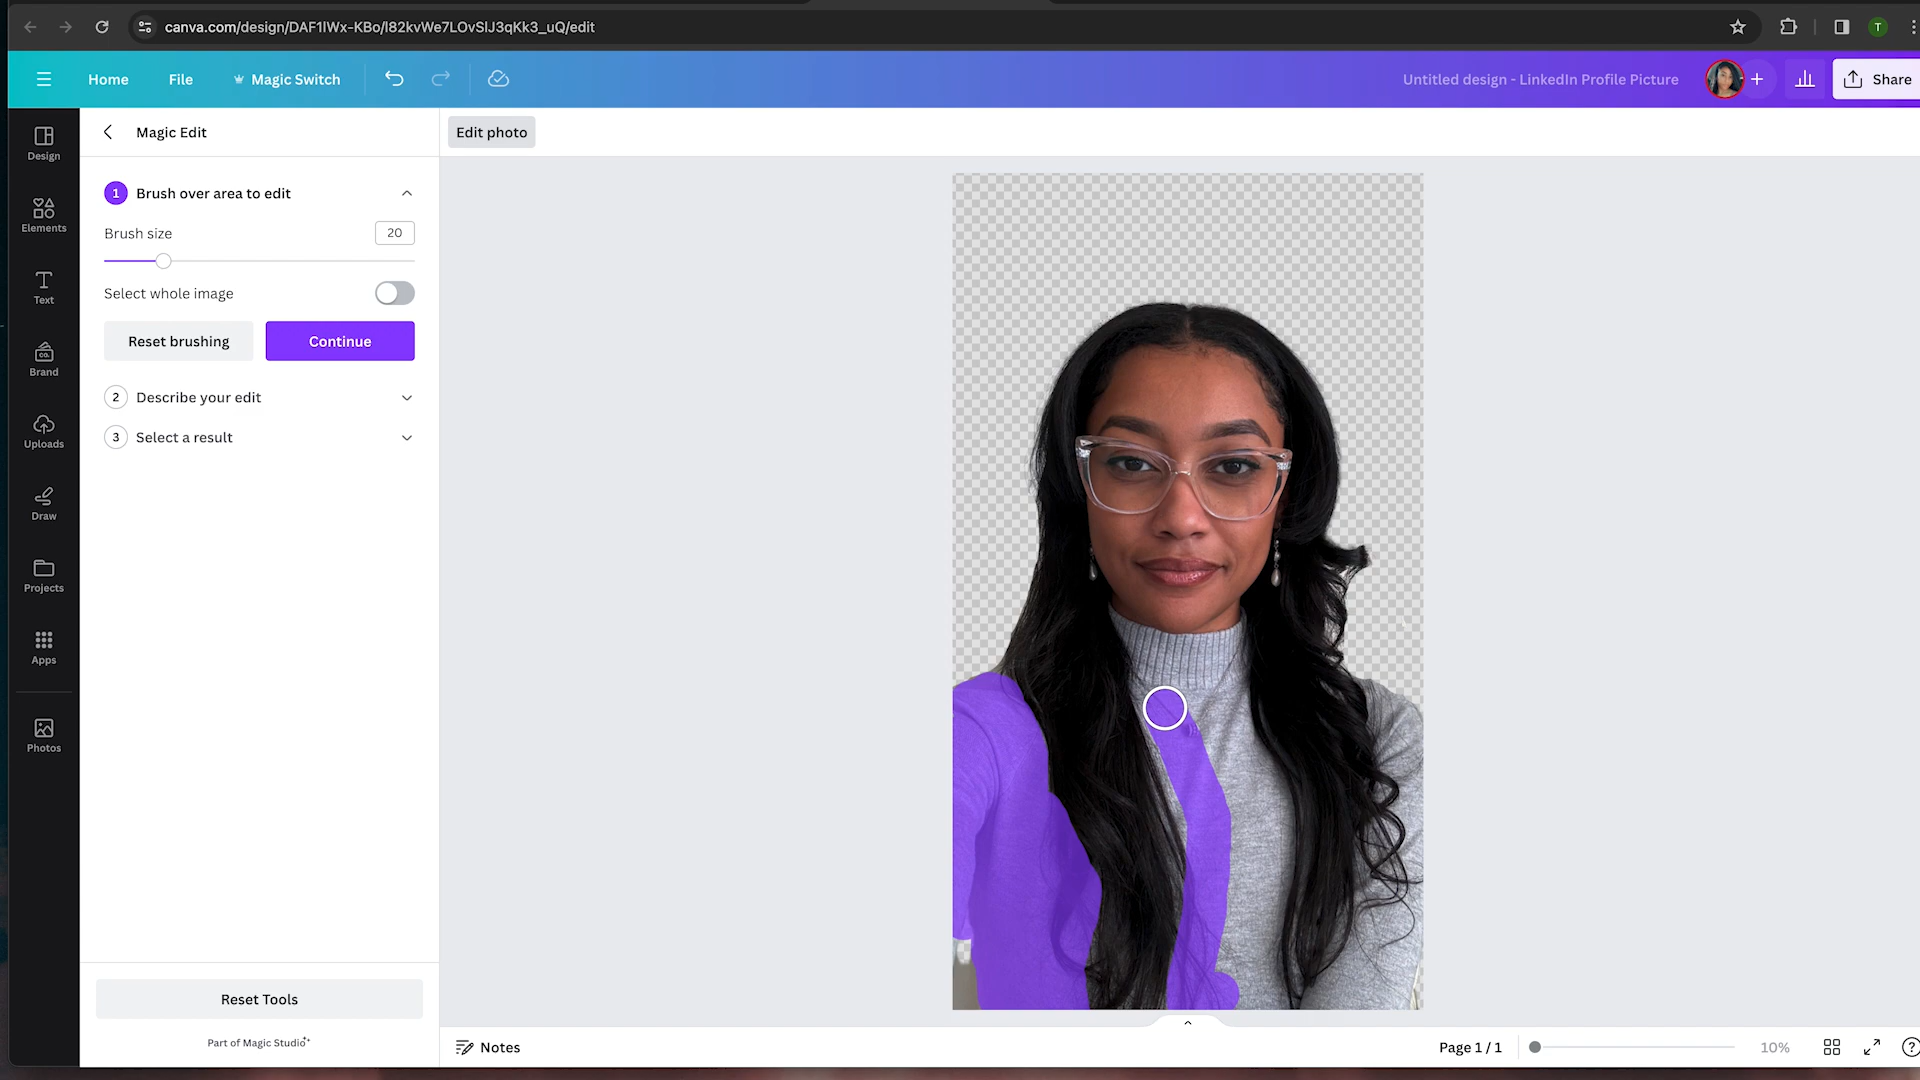 canva.com/design/DAF1lWx-KBo/l82kvWe7LOvSlJ3qKk3_uQ/edit
T
Home File Magic Switch
Untitled design - LinkedIn Profile Picture
Share
Design
Elements
Text
CO.
Brand
Uploads
Draw
Projects
Apps
Photos
Magic Edit
1 Brush over area to edit
Brush size 20
Select whole image
Reset brushing Continue
2 Describe your edit
3 Select a result
Reset Tools
Part of Magic Studio
Edit photo
Notes
Page 1 / 1
10%
?